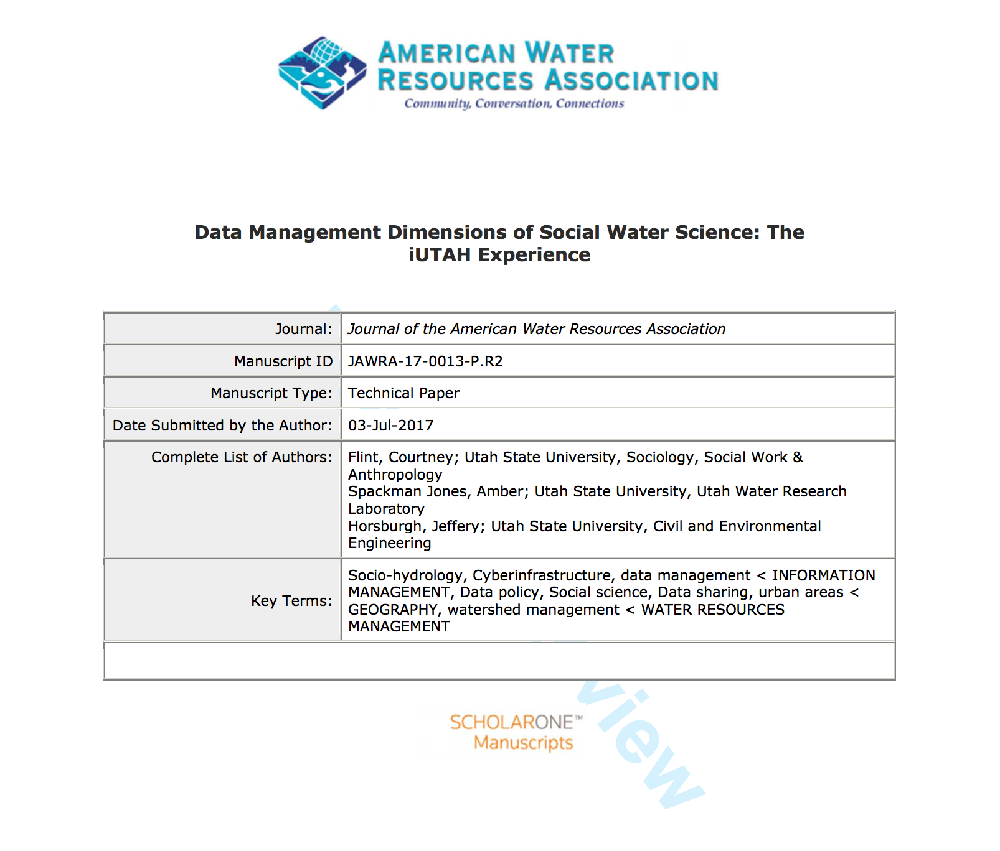 AMERICAN WATER
RESOURCES ASSOCIATION
Community, Conversation, Connections
Data Management Dimensions of Social Water Science: The
iUTAH Experience
Journal: Journal of the American Water Resources Association
Manuscript ID JAWRA-17-0013-P.R2
Manuscript Type: Technical Paper
Date Submitted by the Author: 03-Jul-2017
Complete List of Authors: Flint, Courtney; Utah State University, Sociology, Social Work &
Anthropology
Spackman Jones, Amber; Utah State University, Utah Water Research
Laboratory
Horsburgh, Jeffery; Utah State University, Civil and Environmental
Engineering
Key Terms: Socio-hydrology, Cyberinfrastructure, data management < INFORMATION
MANAGEMENT, Data policy, Social science, Data sharing, urban areas <
GEOGRAPHY, watershed management < WATER RESOURCES
MANAGEMENT
SCHOLARONE™
Manuscripts
view